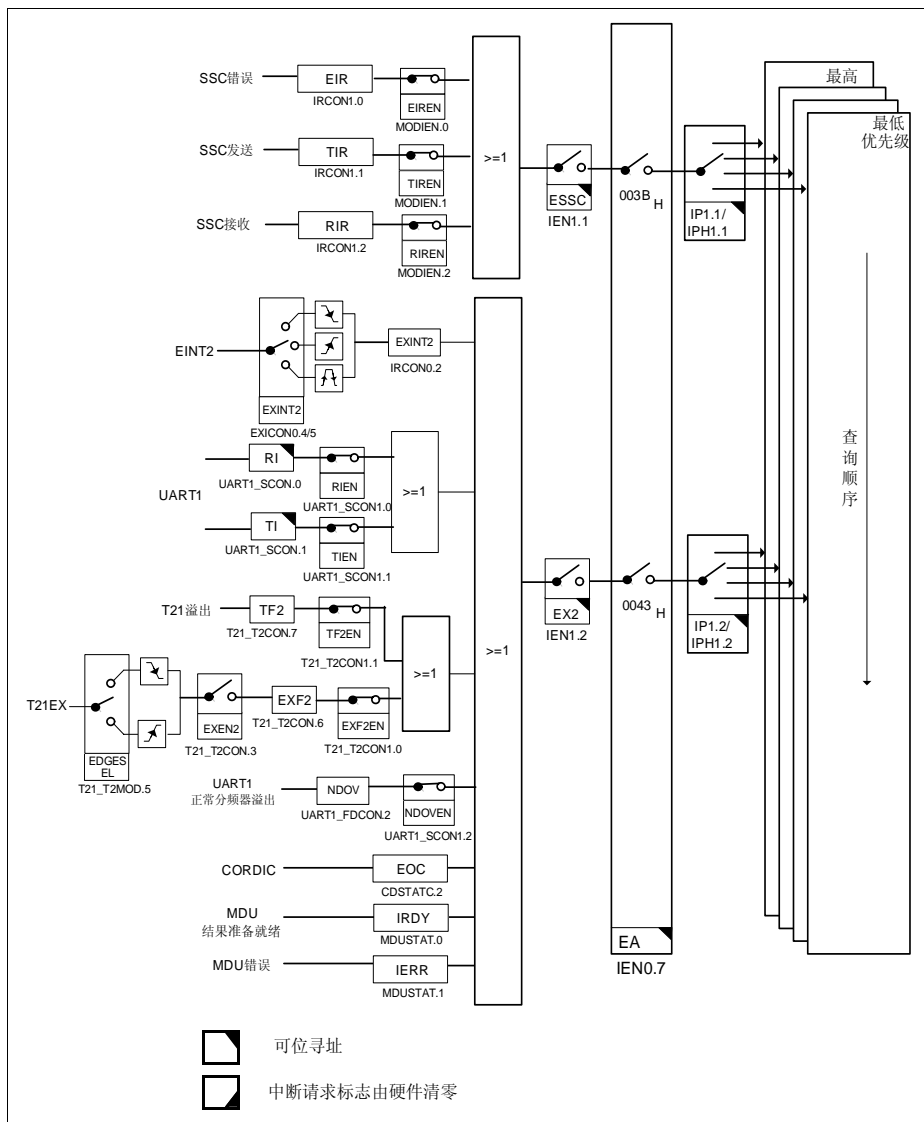 最高
最低
优先级
SSC错误
EIR
IRCON1.0
EIREN
MODIEN.0
SSC发送
TIR
IRCON1.1
TIREN
MODIEN.1
SSC接收
RIR
IRCON1.2
RIREN
MODIEN.2
>=1
ESSC
IEN1.1
003B H
IP1.1/
IPH1.1
EINT2
EXINT2
EXICON0.4/5
EXINT2
IRCON0.2
UART1
RI
UART1_SCON.0
RIEN
UART1_SCON1.0
TI
UART1_SCON.1
TIEN
UART1_SCON1.1
>=1
T21溢出
TF2
T21_T2CON.7
TF2EN
T21_T2CON1.1
T21EX
EDGES
EL
T21_T2MOD.5
EXEN2
T21_T2CON.3
EXF2
T21_T2CON.6
EXF2EN
T21_T2CON1.0
>=1
UART1
正常分频器溢出
NDOV
UART1_FDCON.2
NDOVEN
UART1_SCON1.2
CORDIC
EOC
CDSTATC.2
MDU
结果准备就绪
IRDY
MDUSTAT.0
MDU错误
IERR
MDUSTAT.1
>=1
EX2
IEN1.2
0043 H
IP1.2/
IPH1.2
EA
IEN0.7
查询顺序
可位寻址
中断请求标志由硬件清零